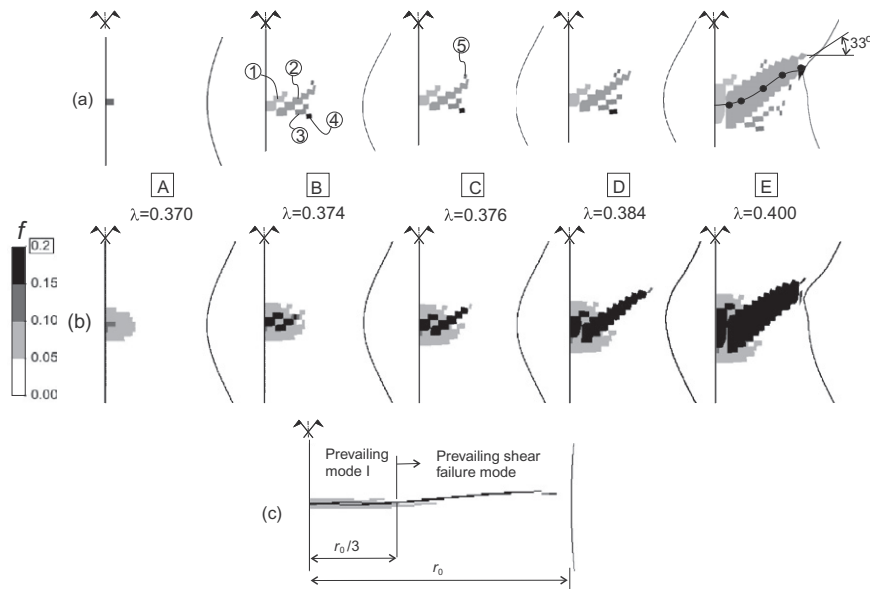 (a)
1
2
3
4
5
33°
A
B
C
D
E
λ=0.370
λ=0.374
λ=0.376
λ=0.384
λ=0.400
f
0.2
0.15
0.10
0.05
0.00
(b)
Prevailing mode I
Prevailing shear failure mode
(c)
r₀/3
r₀